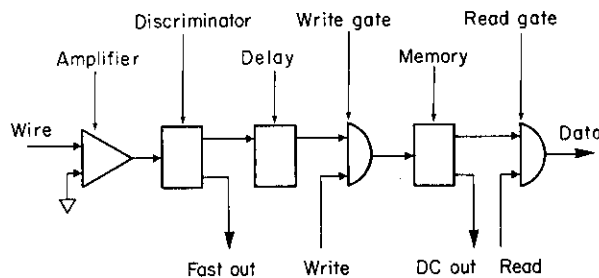 Discriminator
Write gate
Read gate
Amplifier
Delay
Memory
Wire
Data
Fast out
Write
DC out
Read